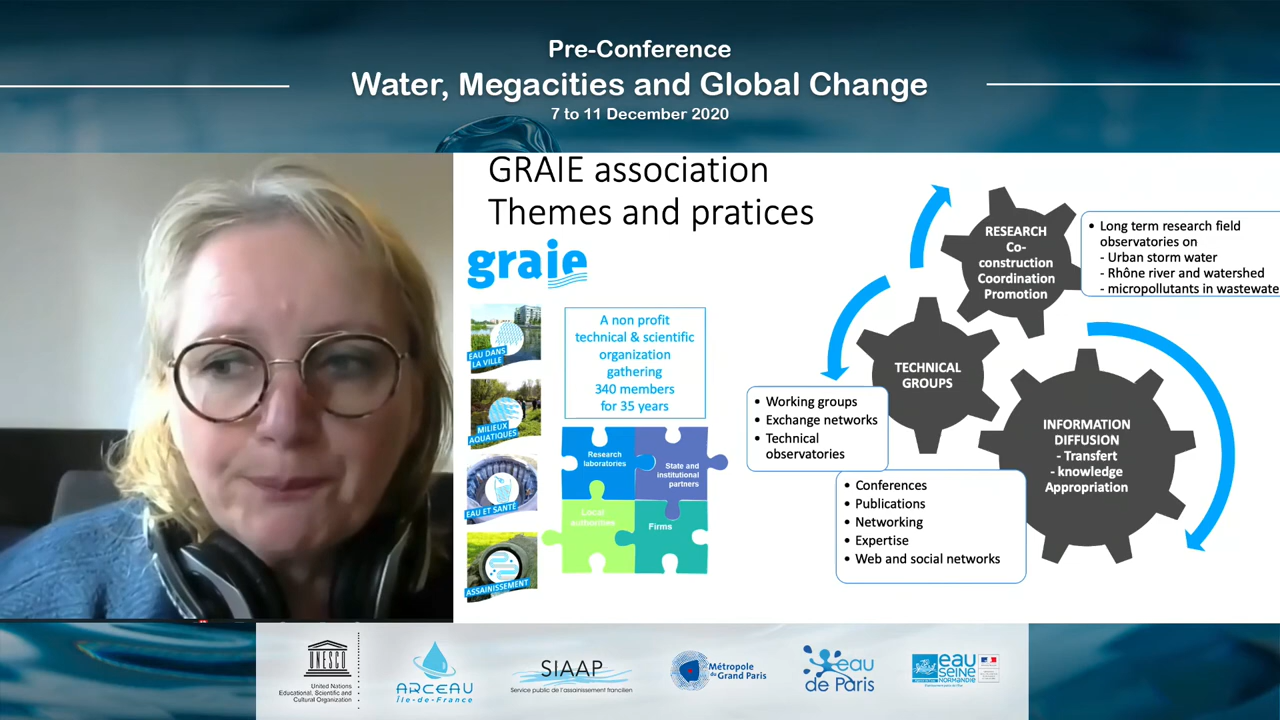 Pre-Conference
Water, Megacities and Global Change
7 to 11 December 2020
GRAIE association
Themes and pratices
graie
EAU DANS
LA VILLE
MILIEUX
AQUATIQUES
EAU ET SANTÉ
ASSAINISSEMENT
A non profit
technical & scientific
organization
gathering
340 members
for 35 years
Research
laboratories
State and
institutional
partners
Local
authorities
Firms
RESEARCH
Co-
construction
Coordination
Promotion
• Long term research field
observatories on
- Urban storm water
- Rhône river and watershed
- micropollutants in wastewate
TECHNICAL
GROUPS
• Working groups
• Exchange networks
• Technical
observatories
INFORMATION
DIFFUSION
- Transfert
- knowledge
Appropriation
• Conferences
• Publications
• Networking
• Expertise
• Web and social networks
UNESCO
United Nations
Educational, Scientific and
Cultural Organization
ARCEAU
Île-de-France
SIAAP
Service public de l'assainissement francilien
Métropole
du Grand Paris
eau
de Paris
eau
SEINE
NORMANDIE